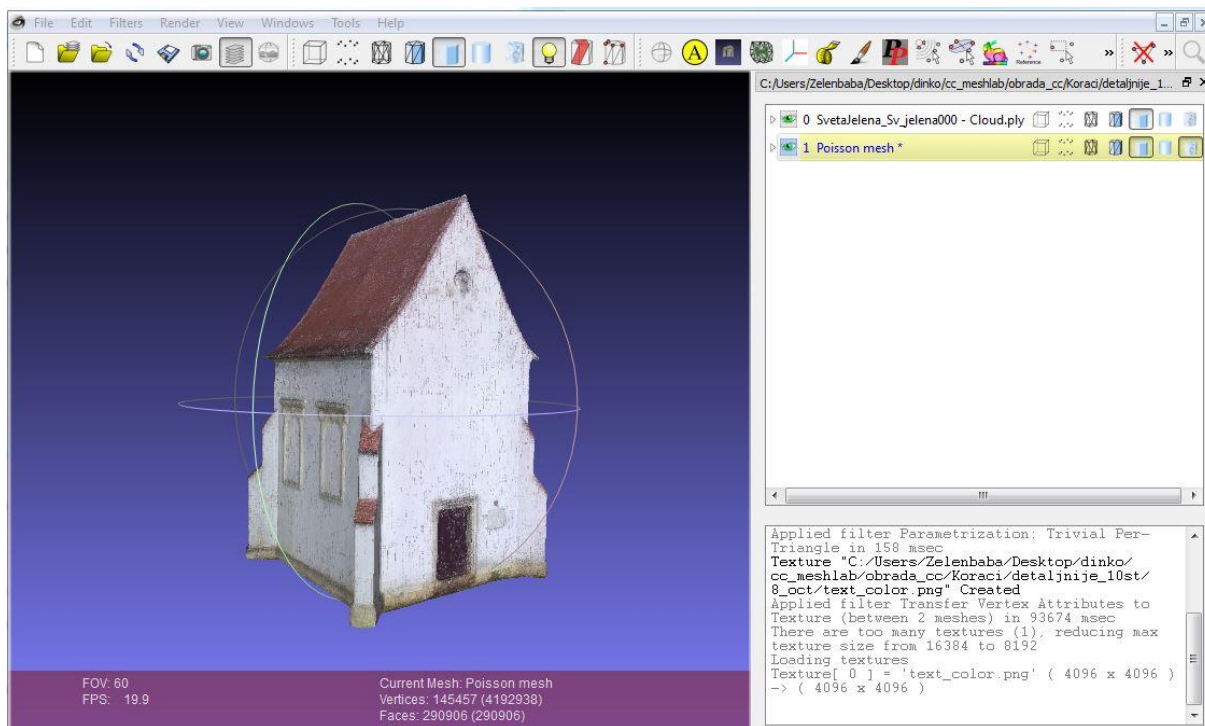 File Edit Filters Render View Windows Tools Help
A
Pp
Reference
»
»
C:/Users/Zelenbaba/Desktop/dinko/cc_meshlab/obrada_cc/Koraci/detaljnije_1...
0 SvetaJelena_Sv_jelena000 - Cloud.ply
1 Poisson mesh *
Applied filter Parametrization: Trivial Per-
Triangle in 158 msec
Texture "C:/Users/Zelenbaba/Desktop/dinko/
cc_meshlab/obrada_cc/Koraci/detaljnije_10st/
8_oct/text_color.png" Created
Applied filter Transfer Vertex Attributes to
Texture (between 2 meshes) in 93674 msec
There are too many textures (1), reducing max
texture size from 16384 to 8192
Loading textures
Texture[ 0 ] = 'text_color.png' ( 4096 x 4096 )
-> ( 4096 x 4096 )
FOV: 60
FPS: 19.9
Current Mesh: Poisson mesh
Vertices: 145457 (4192938)
Faces: 290906 (290906)